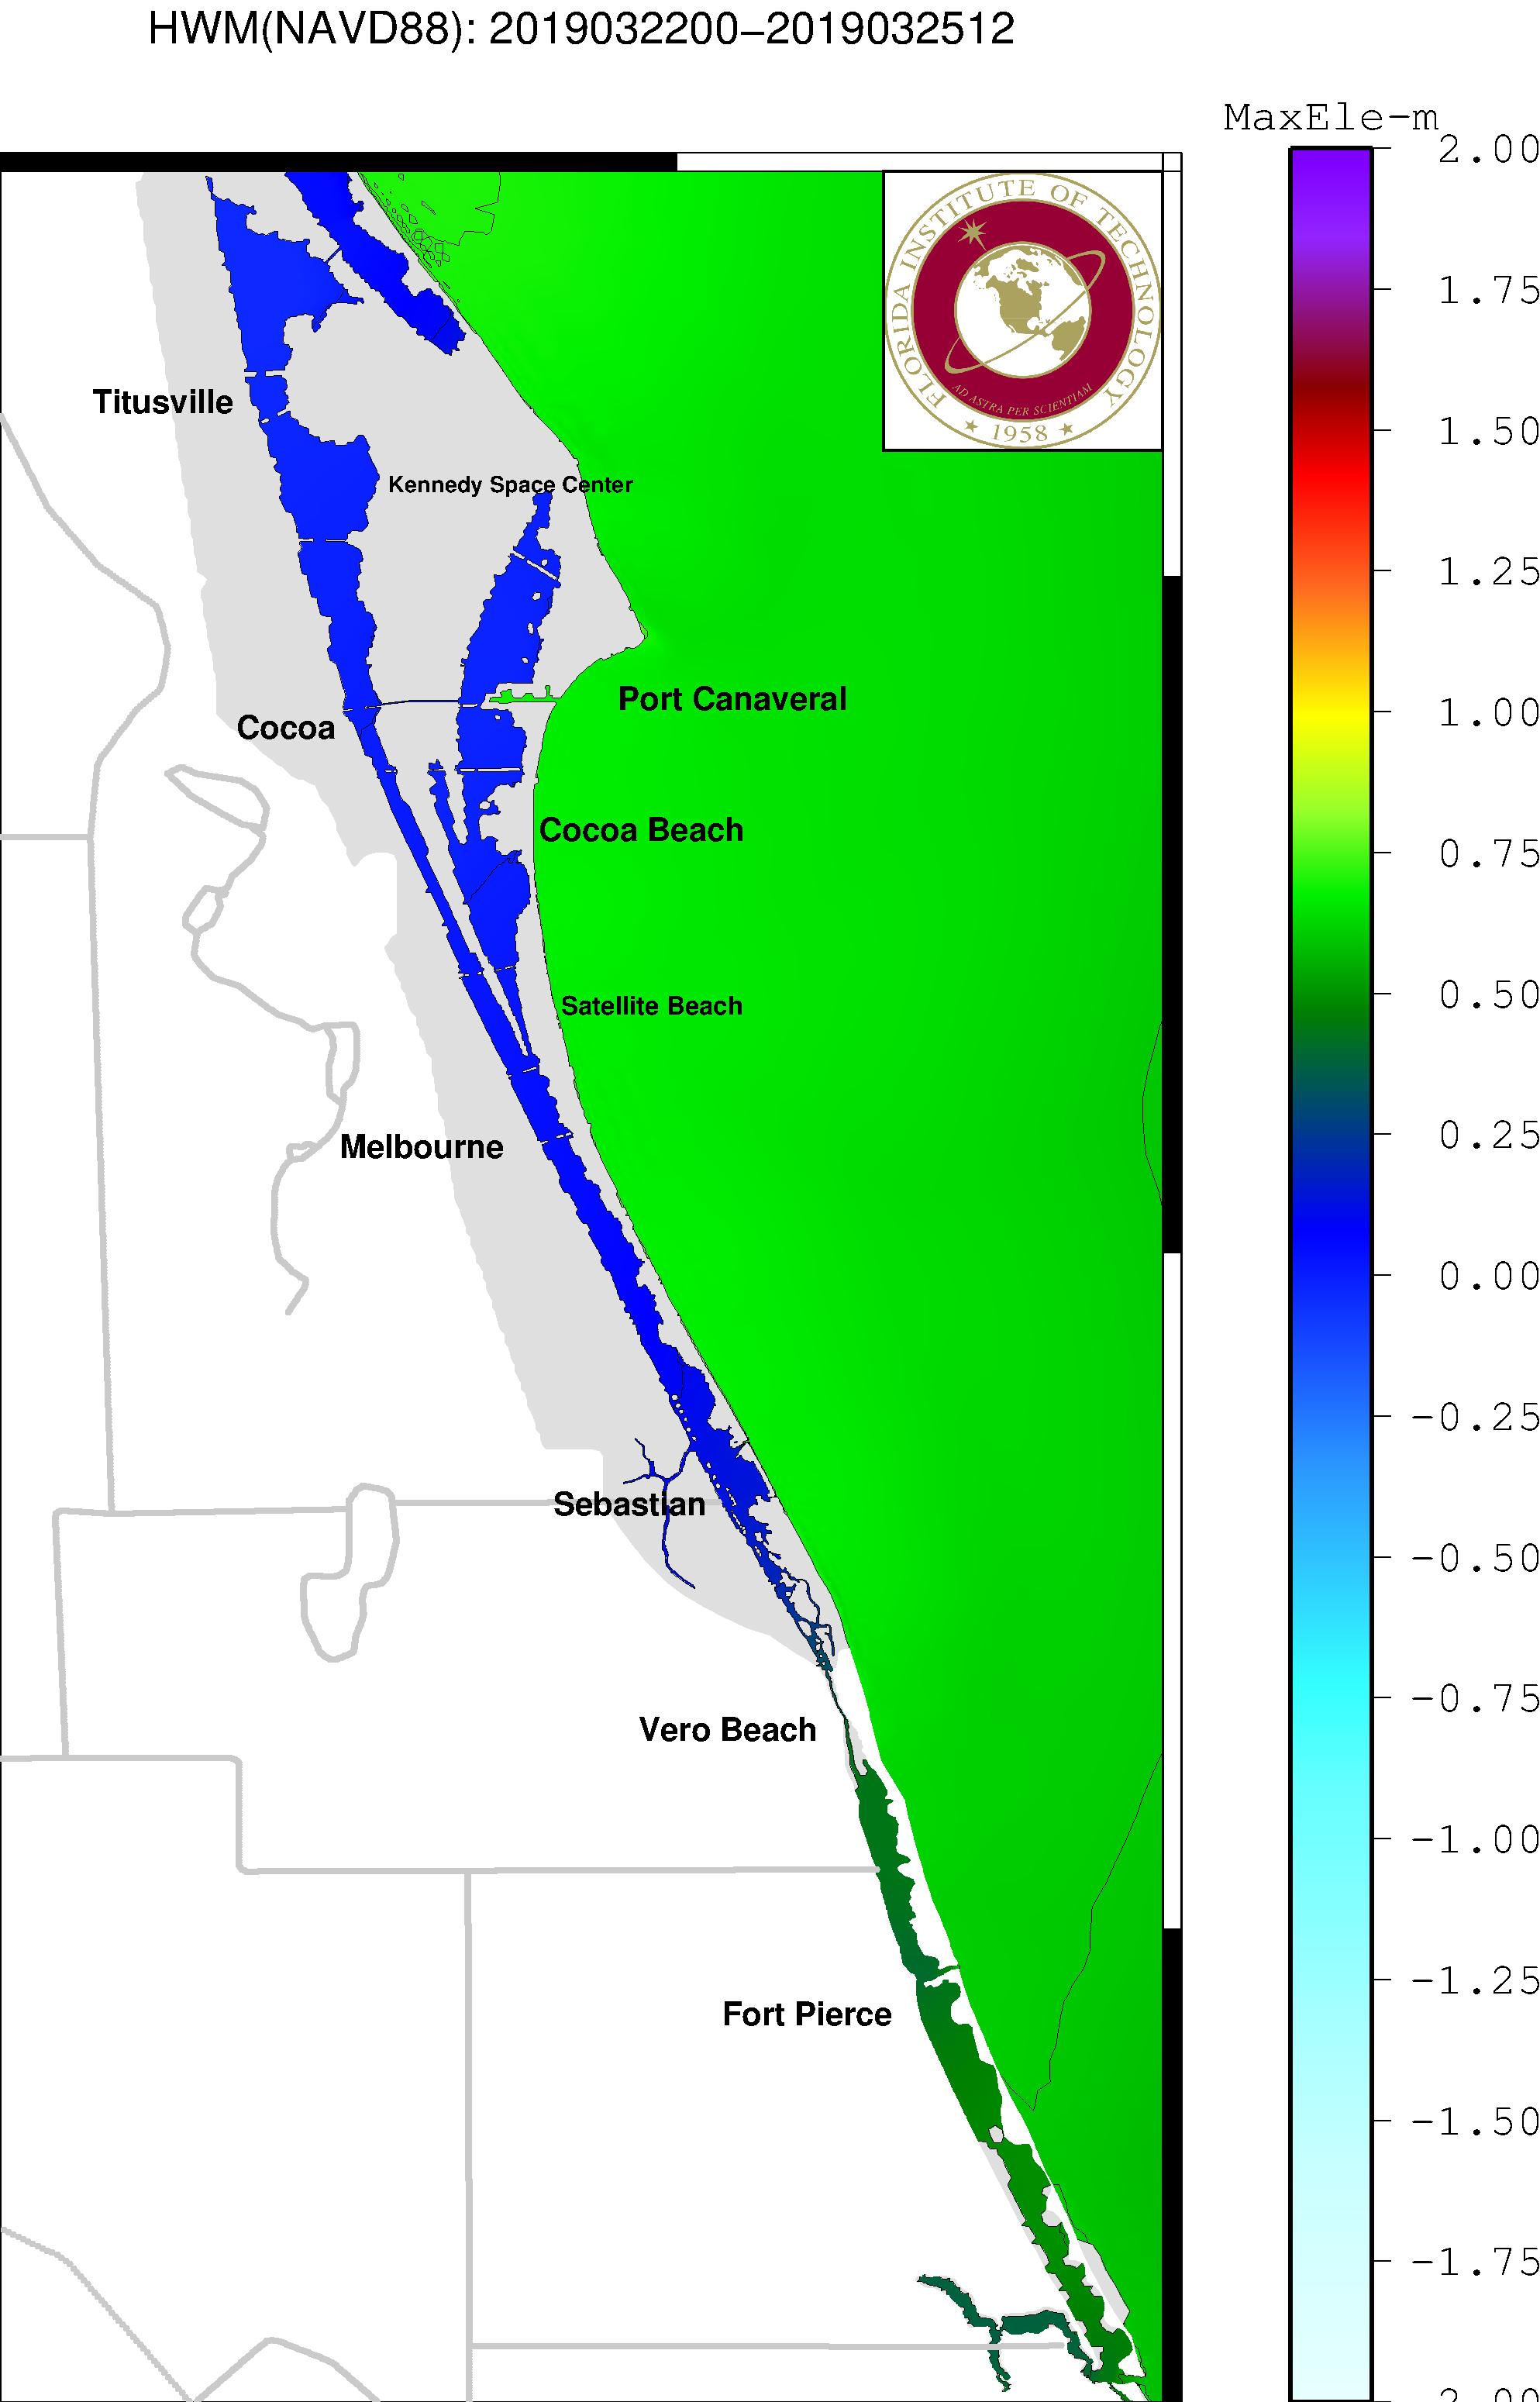 HWM(NAVD88): 2019032200−2019032512
MaxEle−m
2.00
1.75
1.50
1.25
1.00
0.75
0.50
0.25
0.00
−0.25
−0.50
−0.75
−1.00
−1.25
−1.50
−1.75
−2.00
FLORIDA INSTITUTE OF TECHNOLOGY
AD ASTRA PER SCIENTIAM
1958
Titusville
Kennedy Space Center
Port Canaveral
Cocoa
Cocoa Beach
Satellite Beach
Melbourne
Sebastian
Vero Beach
Fort Pierce